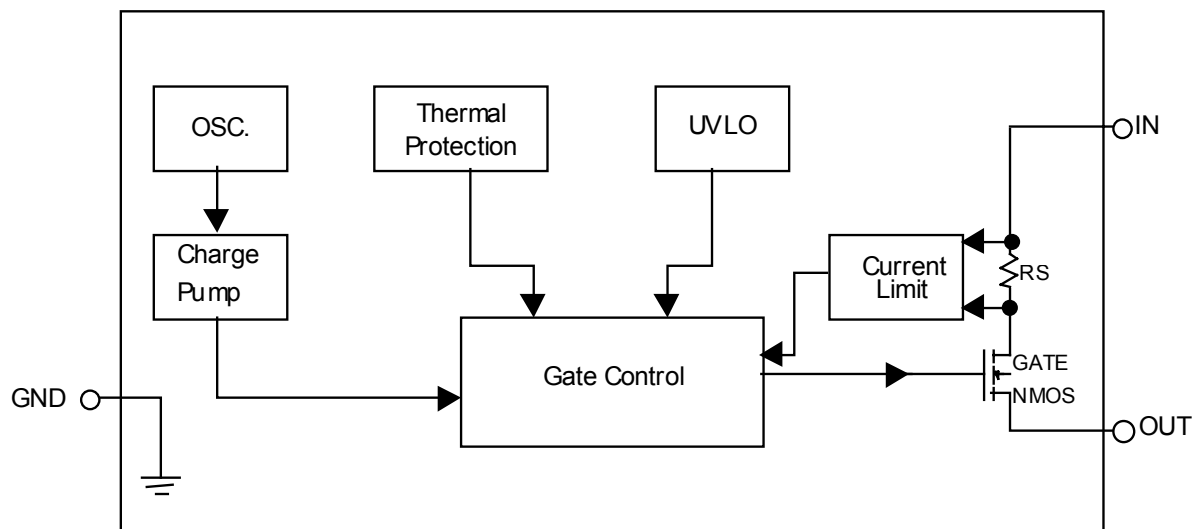 OSC.
Thermal
Protection
UVLO
IN
Charge
Pump
Current
Limit
RS
Gate Control
GATE
NMOS
GND
OUT